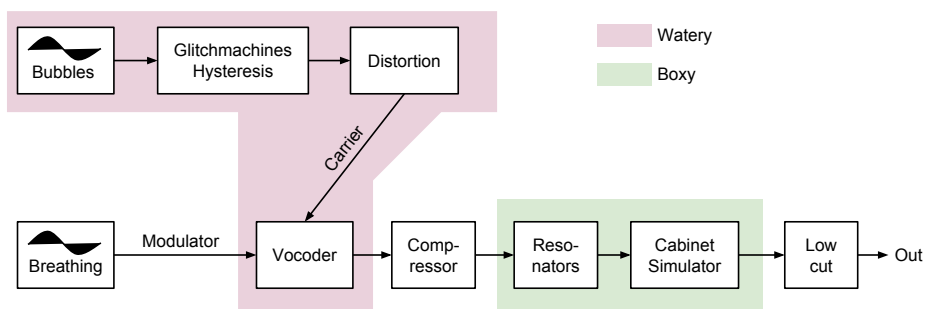 Bubbles
Glitchmachines
Hysteresis
Distortion
Watery
Boxy
Carrier
Breathing
Modulator
Vocoder
Comp-
ressor
Reso-
nators
Cabinet
Simulator
Low
cut
Out